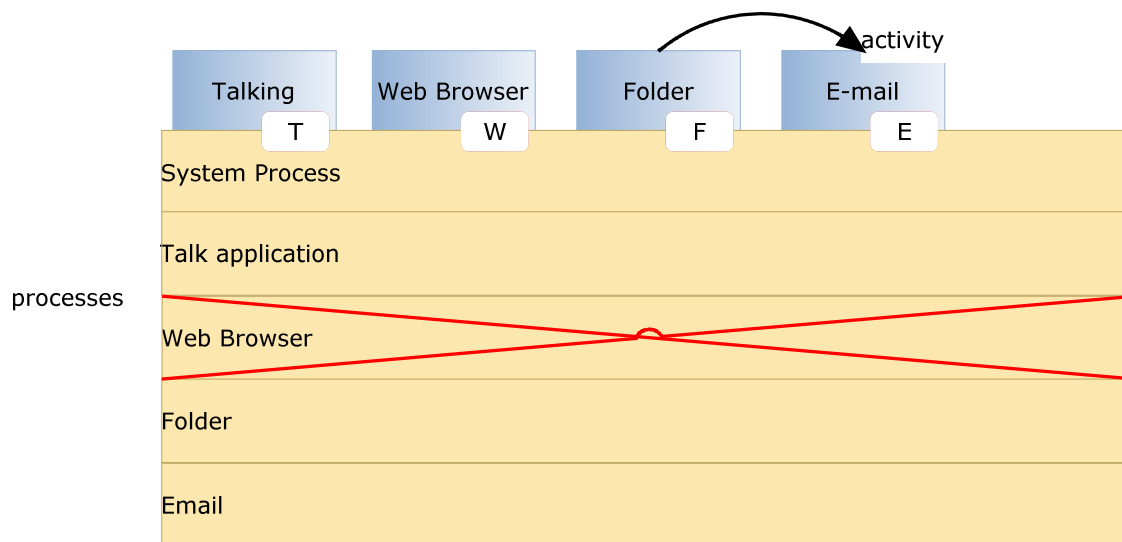 activity
Talking
Web Browser
Folder
E-mail
T
W
F
E
System Process
Talk application
processes
Web Browser
Folder
Email